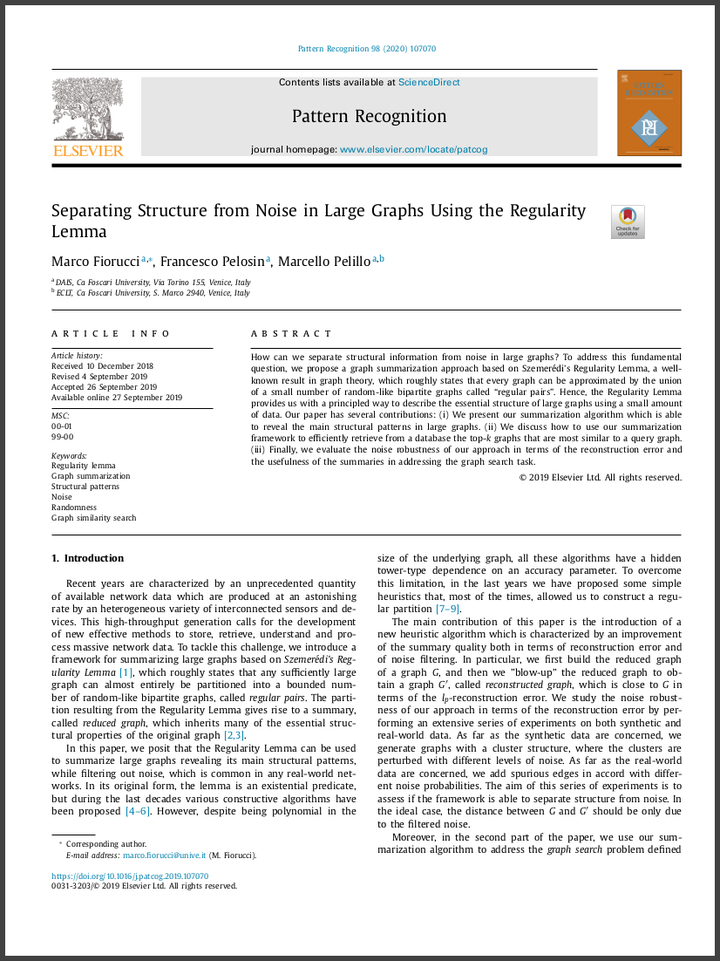 Pattern Recognition 98 (2020) 107070
Contents lists available at ScienceDirect
Pattern Recognition
journal homepage: www.elsevier.com/locate/patcog
ELSEVIER
Separating Structure from Noise in Large Graphs Using the Regularity
Lemma
Check for
updates
Marco Fiorucci a,*, Francesco Pelosin a, Marcello Pelillo a,b
a DAIS, Ca Foscari University, Via Torino 155, Venice, Italy
b ECLT, Ca Foscari University, S. Marco 2940, Venice, Italy
ARTICLE INFO
Article history:
Received 10 December 2018
Revised 4 September 2019
Accepted 26 September 2019
Available online 27 September 2019
MSC:
00-01
99-00
Keywords:
Regularity lemma
Graph summarization
Structural patterns
Noise
Randomness
Graph similarity search
ABSTRACT
How can we separate structural information from noise in large graphs? To address this fundamental
question, we propose a graph summarization approach based on Szemerédi's Regularity Lemma, a well-
known result in graph theory, which roughly states that every graph can be approximated by the union
of a small number of random-like bipartite graphs called "regular pairs". Hence, the Regularity Lemma
provides us with a principled way to describe the essential structure of large graphs using a small amount
of data. Our paper has several contributions: (i) We present our summarization algorithm which is able
to reveal the main structural patterns in large graphs. (ii) We discuss how to use our summarization
framework to efficiently retrieve from a database the top-k graphs that are most similar to a query graph.
(iii) Finally, we evaluate the noise robustness of our approach in terms of the reconstruction error and
the usefulness of the summaries in addressing the graph search task.
© 2019 Elsevier Ltd. All rights reserved.
1. Introduction
Recent years are characterized by an unprecedented quantity
of available network data which are produced at an astonishing
rate by an heterogeneous variety of interconnected sensors and de-
vices. This high-throughput generation calls for the development
of new effective methods to store, retrieve, understand and pro-
cess massive network data. To tackle this challenge, we introduce a
framework for summarizing large graphs based on Szemerédi's Reg-
ularity Lemma [1], which roughly states that any sufficiently large
graph can almost entirely be partitioned into a bounded num-
ber of random-like bipartite graphs, called regular pairs. The parti-
tion resulting from the Regularity Lemma gives rise to a summary,
called reduced graph, which inherits many of the essential struc-
tural properties of the original graph [2,3].
In this paper, we posit that the Regularity Lemma can be used
to summarize large graphs revealing its main structural patterns,
while filtering out noise, which is common in any real-world net-
works. In its original form, the lemma is an existential predicate,
but during the last decades various constructive algorithms have
been proposed [4–6]. However, despite being polynomial in the
* Corresponding author.
E-mail address: marco.fiorucci@unive.it (M. Fiorucci).
https://doi.org/10.1016/j.patcog.2019.107070
0031-3203/© 2019 Elsevier Ltd. All rights reserved.
size of the underlying graph, all these algorithms have a hidden
tower-type dependence on an accuracy parameter. To overcome
this limitation, in the last years we have proposed some simple
heuristics that, most of the times, allowed us to construct a regu-
lar partition [7–9].
The main contribution of this paper is the introduction of a
new heuristic algorithm which is characterized by an improvement
of the summary quality both in terms of reconstruction error and
of noise filtering. In particular, we first build the reduced graph
of a graph G, and then we "blow-up" the reduced graph to ob-
tain a graph G′, called reconstructed graph, which is close to G in
terms of the lp-reconstruction error. We study the noise robust-
ness of our approach in terms of the reconstruction error by per-
forming an extensive series of experiments on both synthetic and
real-world data. As far as the synthetic data are concerned, we
generate graphs with a cluster structure, where the clusters are
perturbed with different levels of noise. As far as the real-world
data are concerned, we add spurious edges in accord with differ-
ent noise probabilities. The aim of this series of experiments is to
assess if the framework is able to separate structure from noise. In
the ideal case, the distance between G and G′ should be only due
to the filtered noise.
Moreover, in the second part of the paper, we use our sum-
marization algorithm to address the graph search problem defined